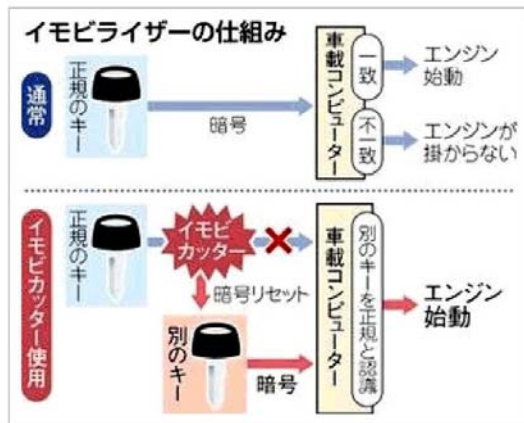 イモビライザーの仕組み
通常
正規のキー
暗号
車載コンピューター
一致
不一致
エンジン
始動
エンジンが
掛からない
イモビカッター使用
正規のキー
イモビ
カッター
暗号リセット
別のキー
暗号
車載コンピューター
別のキーを正規と認識
エンジン
始動